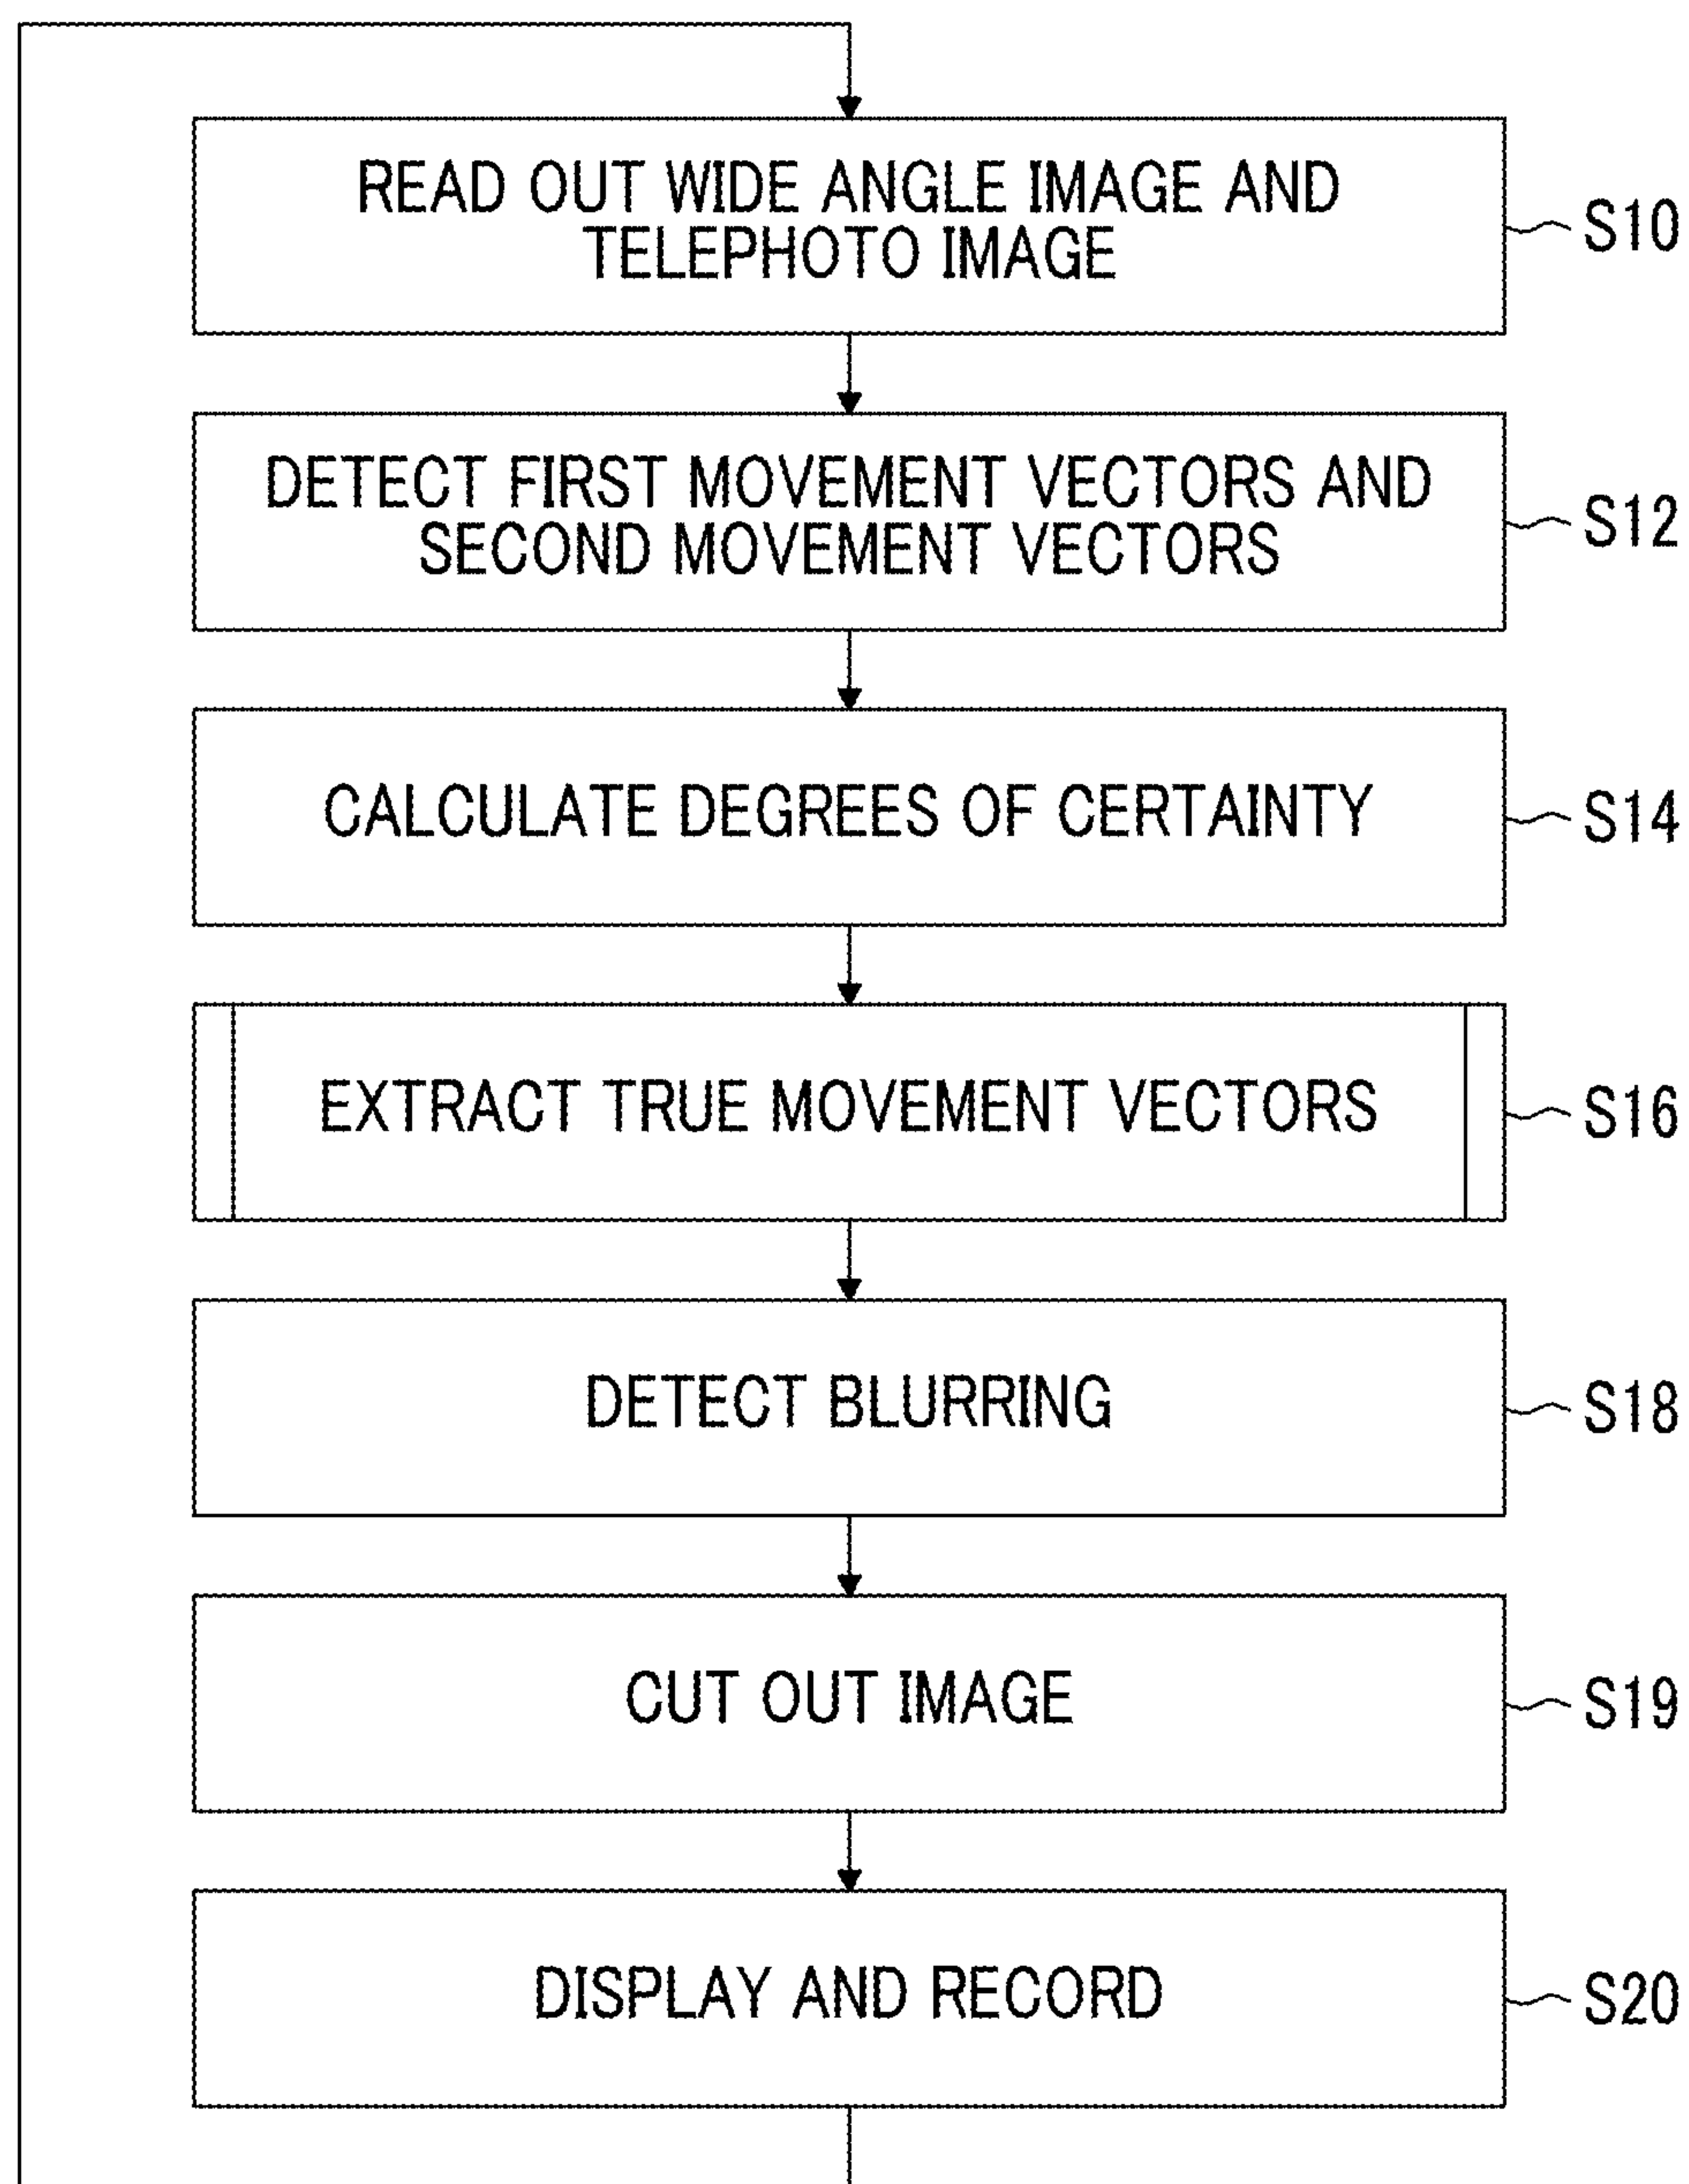 READ OUT WIDE ANGLE IMAGE AND
TELEPHOTO IMAGE
S10
DETECT FIRST MOVEMENT VECTORS AND
SECOND MOVEMENT VECTORS
S12
CALCULATE DEGREES OF CERTAINTY
S14
EXTRACT TRUE MOVEMENT VECTORS
S16
DETECT BLURRING
S18
CUT OUT IMAGE
S19
DISPLAY AND RECORD
S20